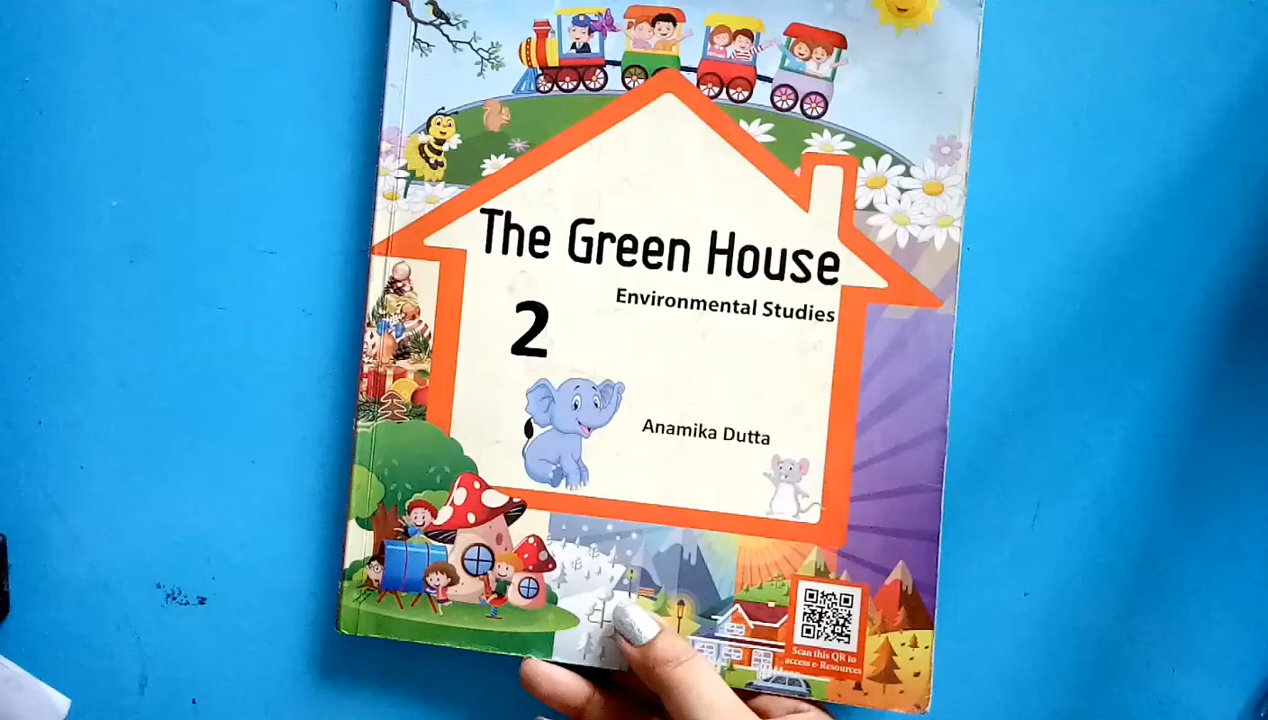 The Green House
Environmental Studies
2
Anamika Dutta
Scan this QR to
access e-Resources